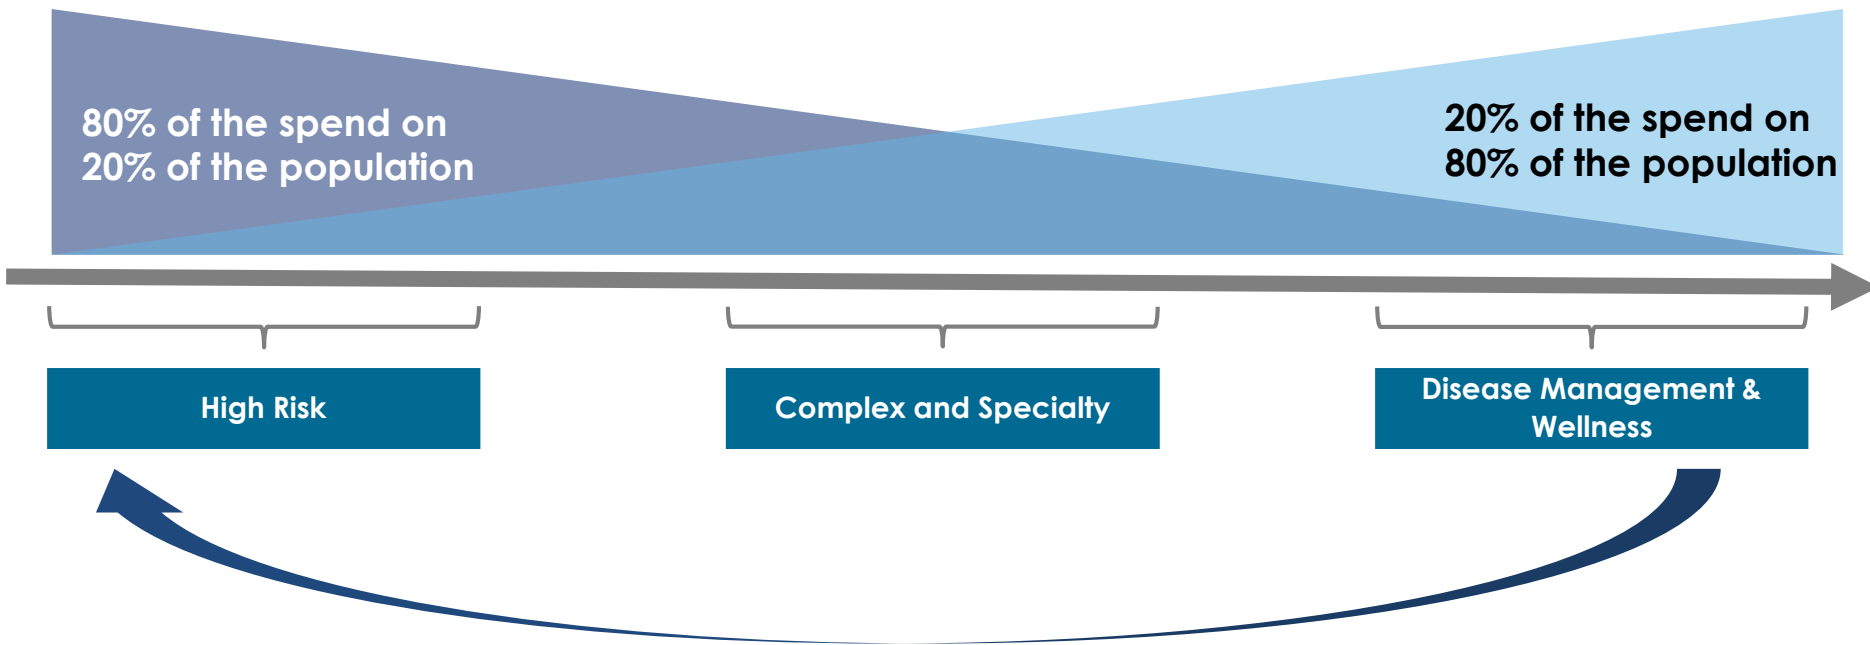 80% of the spend on
20% of the population
20% of the spend on
80% of the population
High Risk
Complex and Specialty
Disease Management &
Wellness